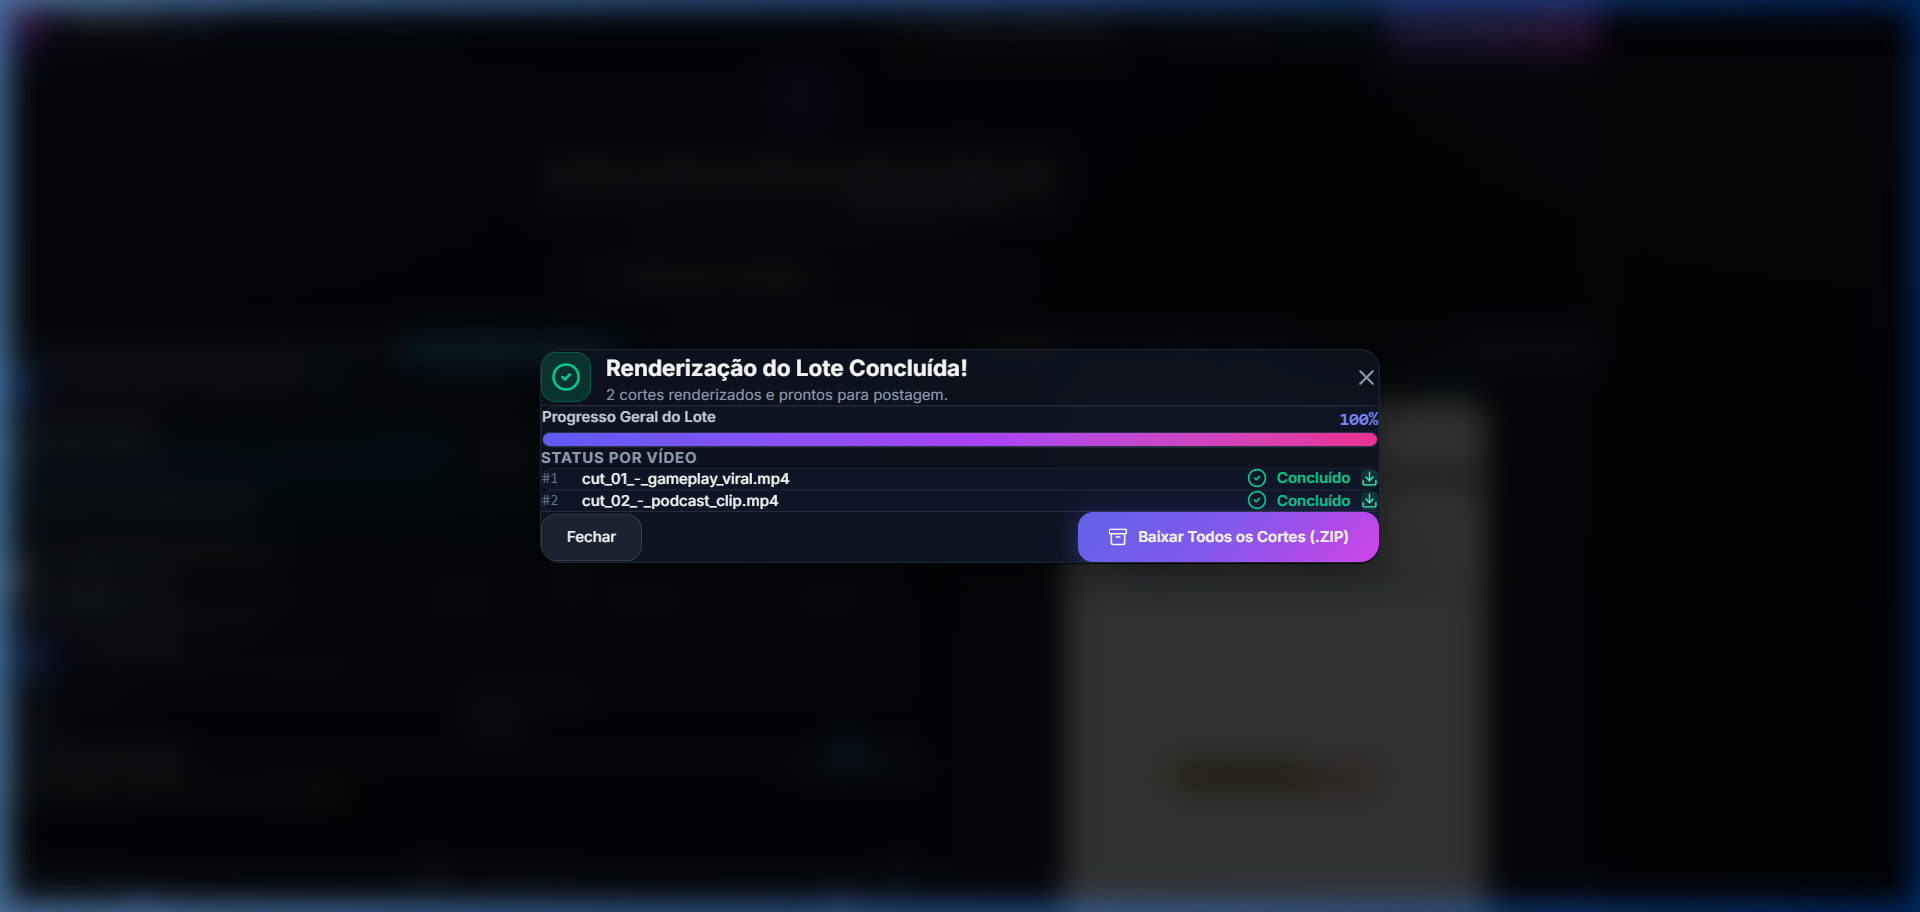 Renderização do Lote Concluída!
2 cortes renderizados e prontos para postagem.
Progresso Geral do Lote 100%
STATUS POR VÍDEO
#1 cut_01_-_gameplay_viral.mp4 Concluído
#2 cut_02_-_podcast_clip.mp4 Concluído
Fechar Baixar Todos os Cortes (.ZIP)